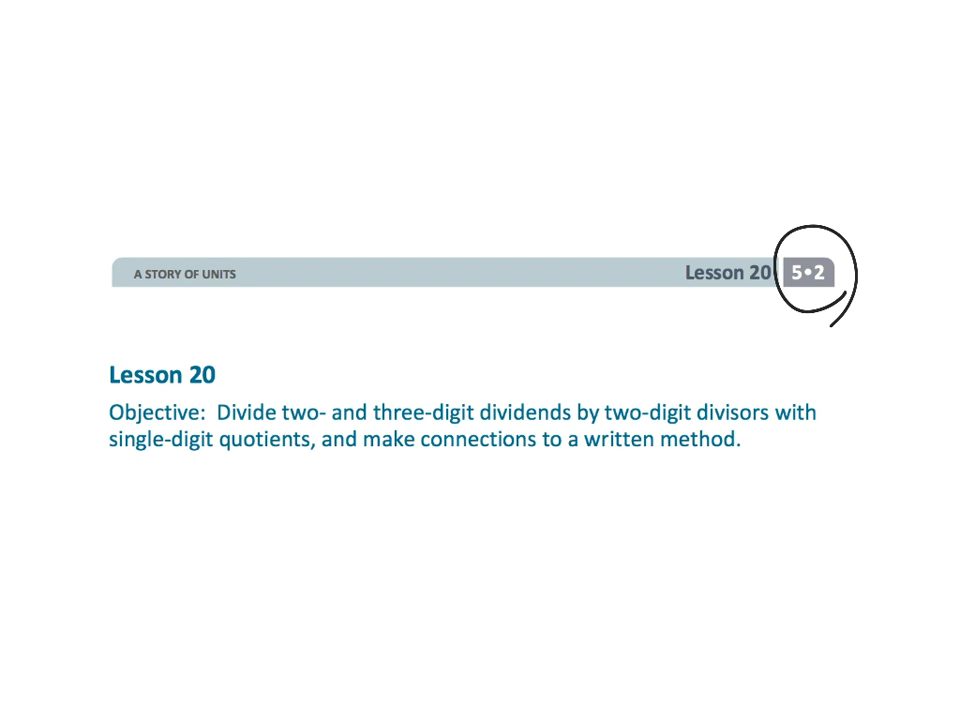 A STORY OF UNITS Lesson 20 5•2
Lesson 20
Objective: Divide two- and three-digit dividends by two-digit divisors with
single-digit quotients, and make connections to a written method.